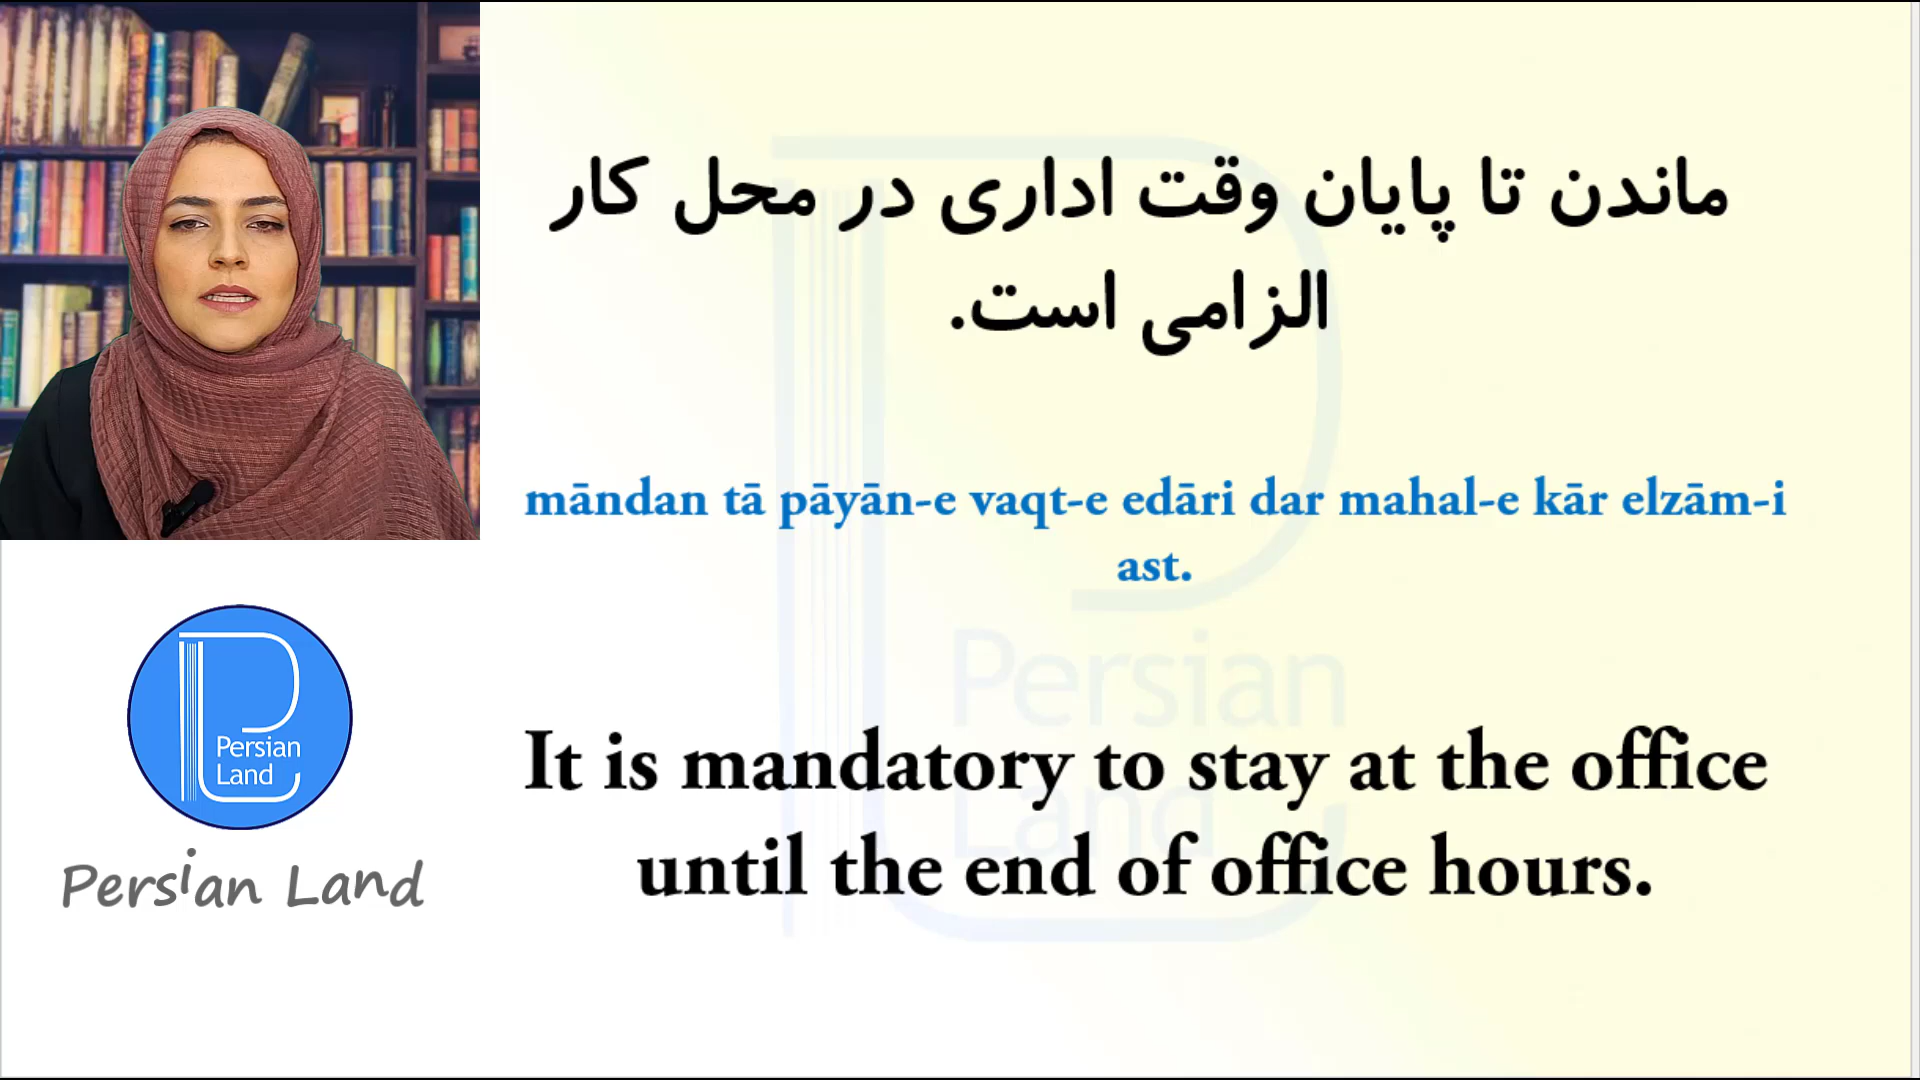 ماندن تا پایان وقت اداری در محل کار
الزامی است.
māndan tā pāyān-e vaqt-e edāri dar mahal-e kār elzām-i
ast.
It is mandatory to stay at the office
until the end of office hours.
Persian
Land
Persian Land
Persian
Land